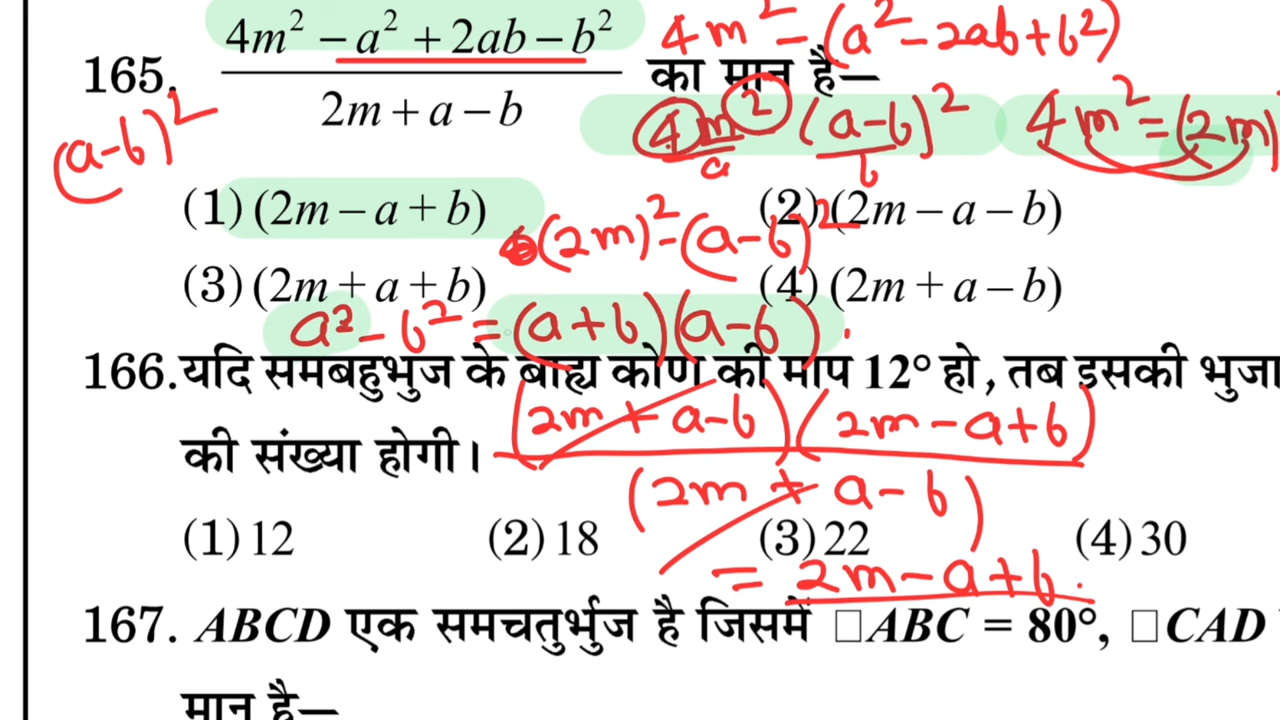 4m² – a² + 2ab – b² 4m² – (a² – 2ab + b²)
165. ――― का मान है—
2m + a – b
(a-b)² 4m² (a-b)² 4m² = (2m)
a b
(1) (2m – a + b) (2) (2m – a – b)
(2m)² – (a-b)²
(3) (2m + a + b) (4) (2m + a – b)
a² – b² = (a+b)(a-b).
166. यदि समबहुभुज के बाह्य कोण की माप 12° हो, तब इसकी भुजा
(2m + a-b)(2m – a+b)
की संख्या होगी।
(2m + a – b)
(1) 12 (2) 18 (3) 22 (4) 30
= 2m – a + b.
167. ABCD एक समचतुर्भुज है जिसमें □ABC = 80°, □CAD
मान है—